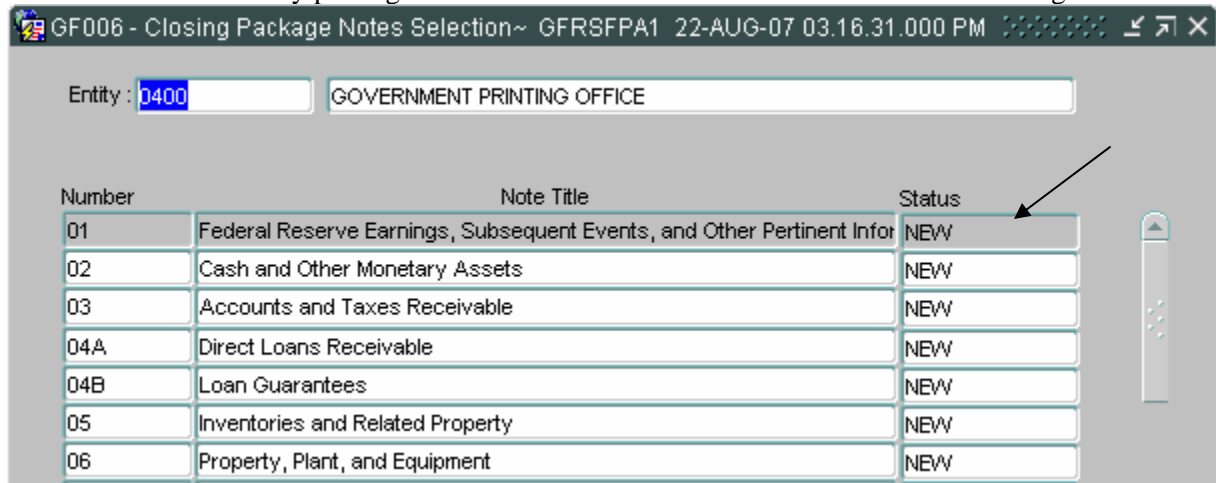 GF006 - Closing Package Notes Selection~ GFRSFPA1 22-AUG-07 03.16.31.000 PM
Entity : 0400 GOVERNMENT PRINTING OFFICE
Number Note Title Status
01 Federal Reserve Earnings, Subsequent Events, and Other Pertinent Infor NEW
02 Cash and Other Monetary Assets NEW
03 Accounts and Taxes Receivable NEW
04A Direct Loans Receivable NEW
04B Loan Guarantees NEW
05 Inventories and Related Property NEW
06 Property, Plant, and Equipment NEW